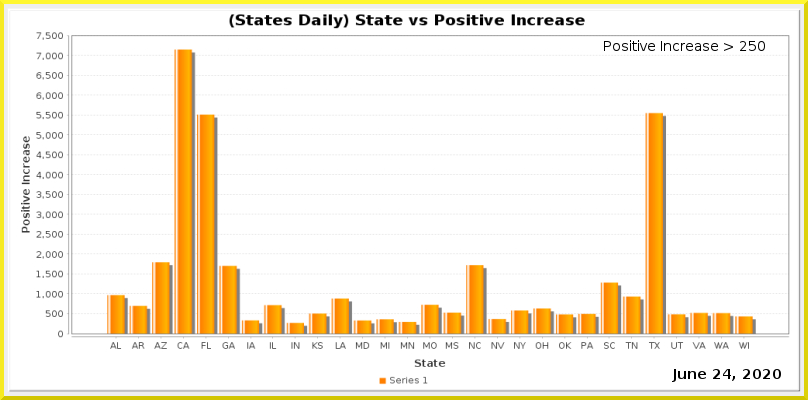 (States Daily) State vs Positive Increase
Positive Increase > 250
7,500
7,000
6,500
6,000
5,500
5,000
4,500
4,000
3,500
3,000
2,500
2,000
1,500
1,000
500
0
Positive Increase
AL AR AZ CA FL GA IA IL IN KS LA MD MI MN MO MS NC NV NY OH OK PA SC TN TX UT VA WA WI
State
Series 1
June 24, 2020